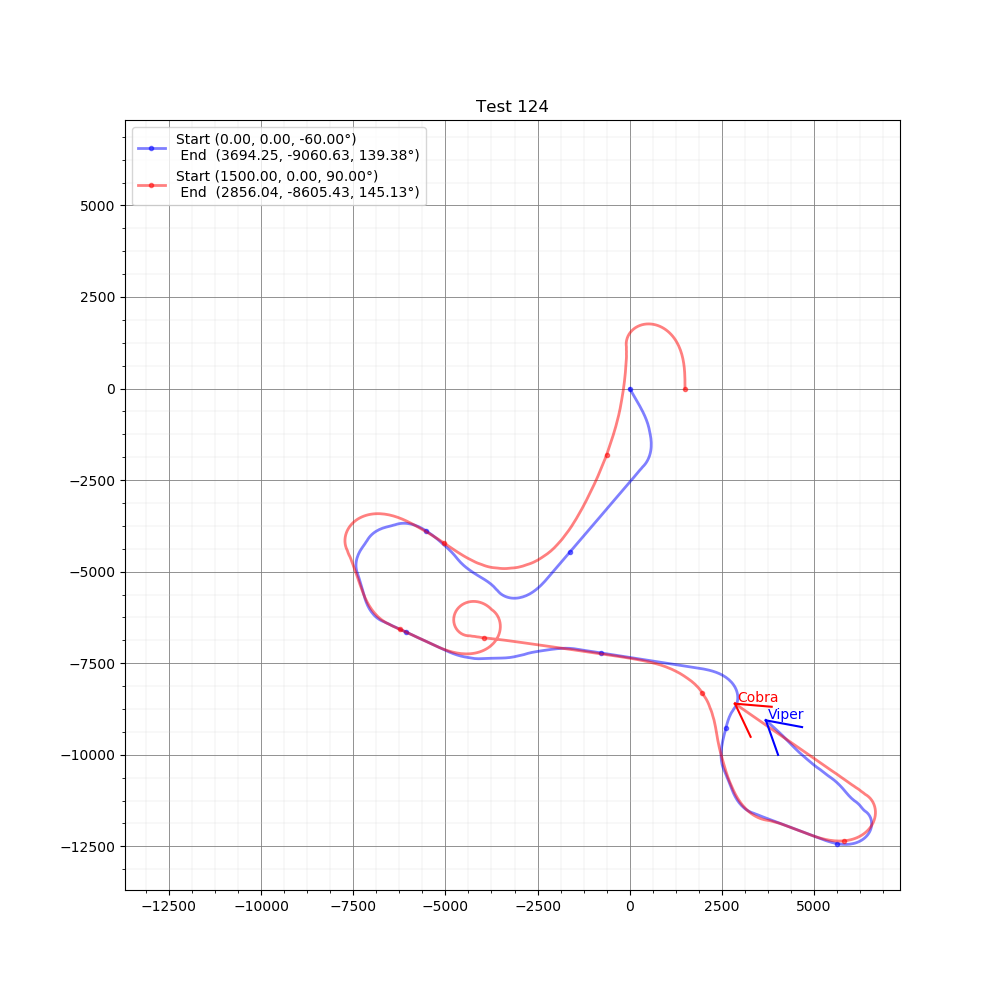 Test 124
Start (0.00, 0.00, -60.00°)
End  (3694.25, -9060.63, 139.38°)
Start (1500.00, 0.00, 90.00°)
End  (2856.04, -8605.43, 145.13°)
5000
2500
0
−2500
−5000
−7500
−10000
−12500
Cobra
Viper
−12500 −10000 −7500 −5000 −2500 0 2500 5000